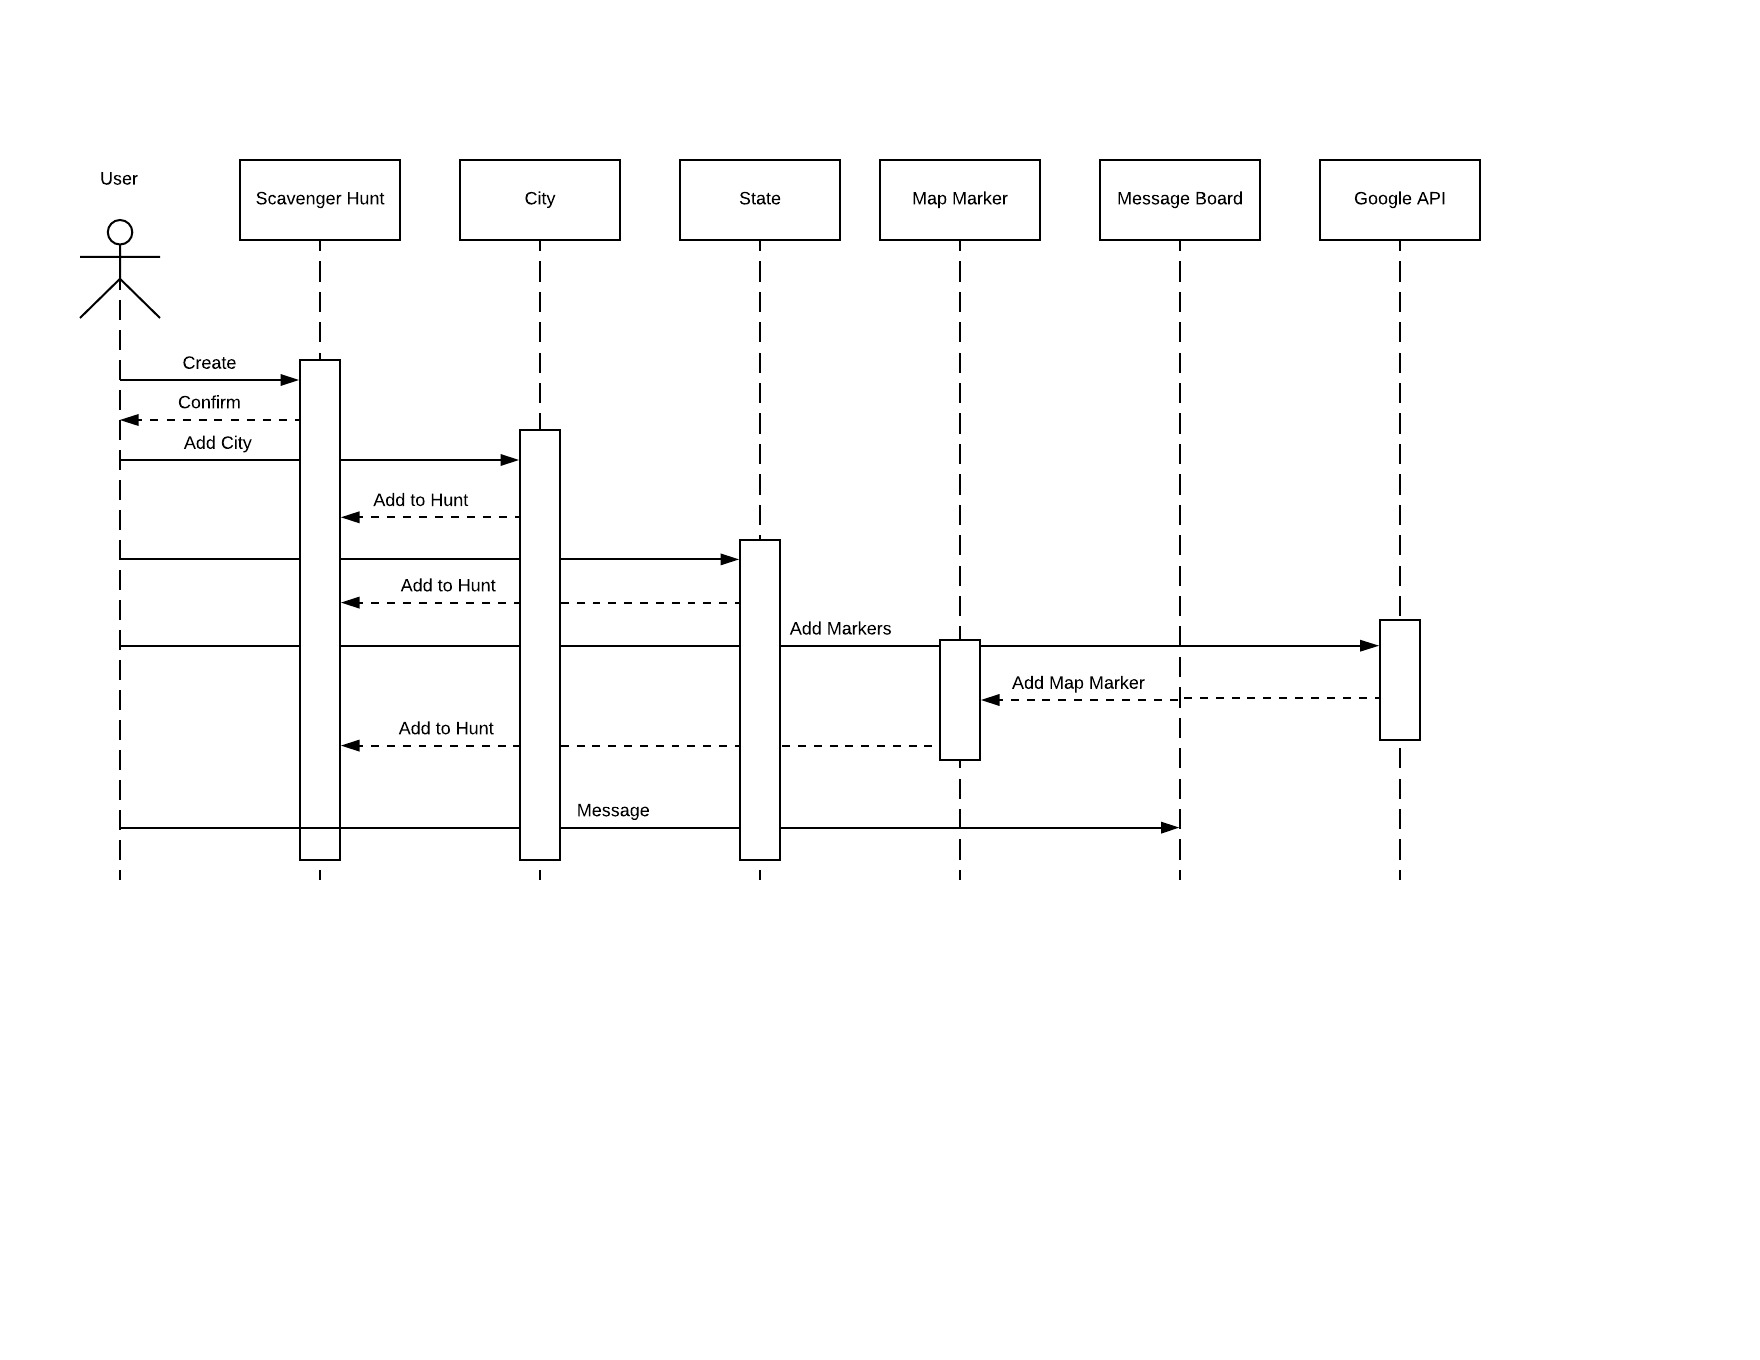 User
Scavenger Hunt
City
State
Map Marker
Message Board
Google API
Create
Confirm
Add City
Add to Hunt
Add to Hunt
Add Markers
Add Map Marker
Add to Hunt
Message